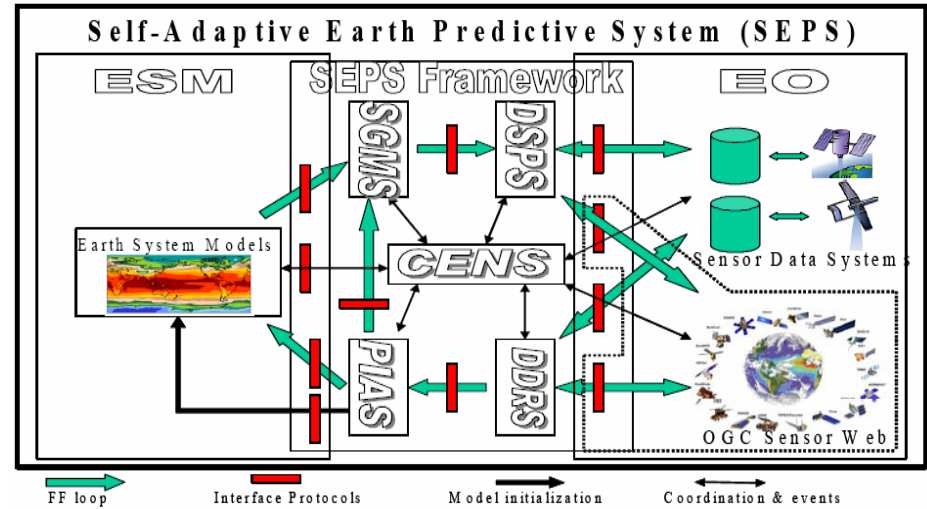 Self-Adaptive Earth Predictive System (SEPS)
ESM
SEPS Framework
EO
SGMS
DSPS
Earth System Models
CENS
Sensor Data Systems
PIAS
DDRS
OGC Sensor Web
FF loop
Interface Protocols
Model initialization
Coordination & events